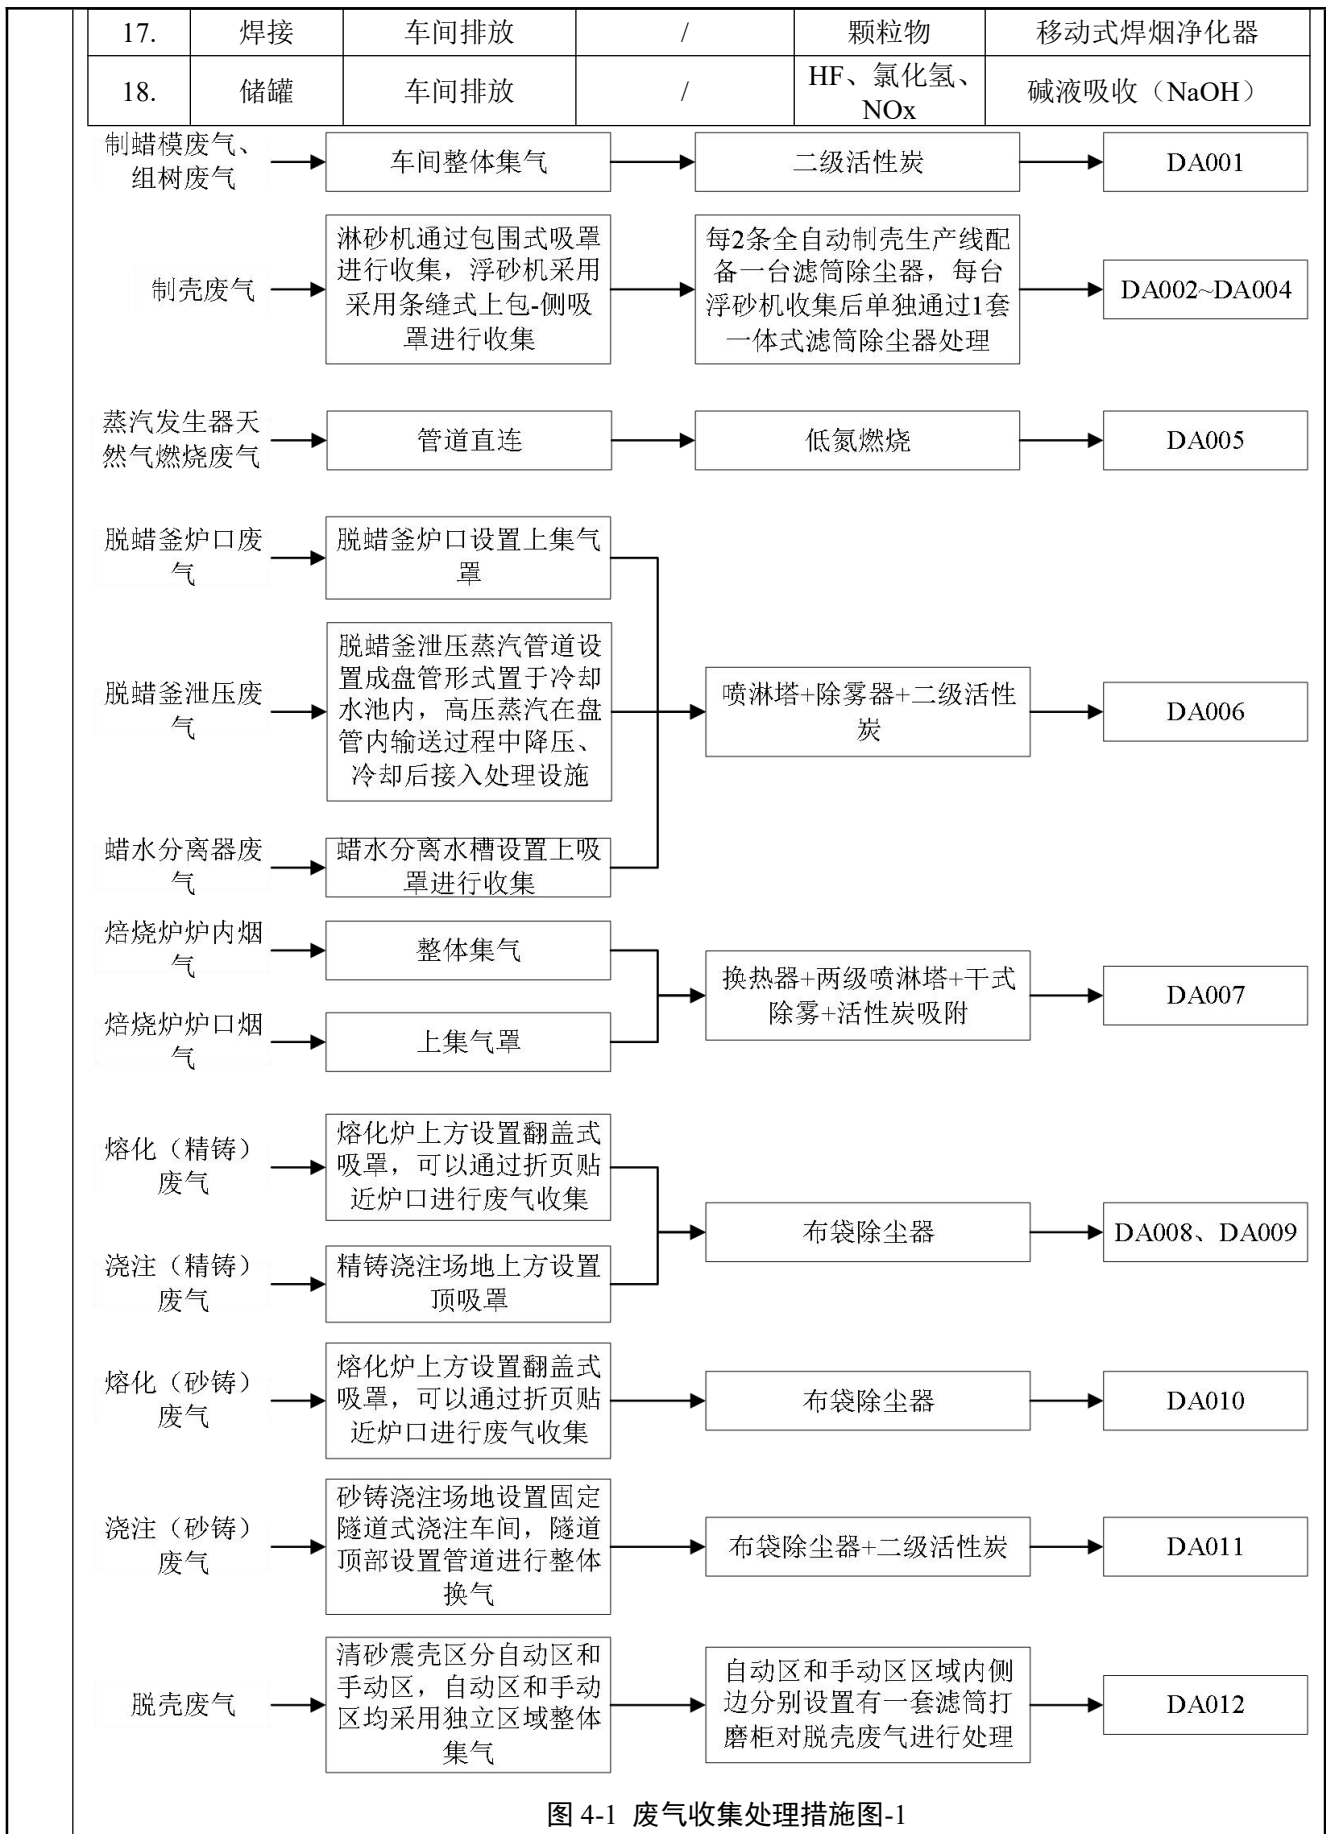 17. 焊接 车间排放 / 颗粒物 移动式焊烟净化器
18. 储罐 车间排放 / HF、氯化氢、
NOx 碱液吸收（NaOH）
制蜡模废气、
组树废气
车间整体集气
二级活性炭
DA001
制壳废气
淋砂机通过包围式吸罩
进行收集，浮砂机采用
采用条缝式上包-侧吸
罩进行收集
每2条全自动制壳生产线配
备一台滤筒除尘器，每台
浮砂机收集后单独通过1套
一体式滤筒除尘器处理
DA002~DA004
蒸汽发生器天
然气燃烧废气
管道直连
低氮燃烧
DA005
脱蜡釜炉口废
气
脱蜡釜炉口设置上集气
罩
脱蜡釜泄压废
气
脱蜡釜泄压蒸汽管道设
置成盘管形式置于冷却
水池内，高压蒸汽在盘
管内输送过程中降压、
冷却后接入处理设施
喷淋塔+除雾器+二级活性
炭
DA006
蜡水分离器废
气
蜡水分离水槽设置上吸
罩进行收集
焙烧炉炉内烟
气
整体集气
焙烧炉炉口烟
气
上集气罩
换热器+两级喷淋塔+干式
除雾+活性炭吸附
DA007
熔化（精铸）
废气
熔化炉上方设置翻盖式
吸罩，可以通过折页贴
近炉口进行废气收集
浇注（精铸）
废气
精铸浇注场地上方设置
顶吸罩
布袋除尘器
DA008、DA009
熔化（砂铸）
废气
熔化炉上方设置翻盖式
吸罩，可以通过折页贴
近炉口进行废气收集
布袋除尘器
DA010
浇注（砂铸）
废气
砂铸浇注场地设置固定
隧道式浇注车间，隧道
顶部设置管道进行整体
换气
布袋除尘器+二级活性炭
DA011
脱壳废气
清砂震壳区分自动区和
手动区，自动区和手动
区均采用独立区域整体
集气
自动区和手动区区域内侧
边分别设置有一套滤筒打
磨柜对脱壳废气进行处理
DA012
图 4-1 废气收集处理措施图-1